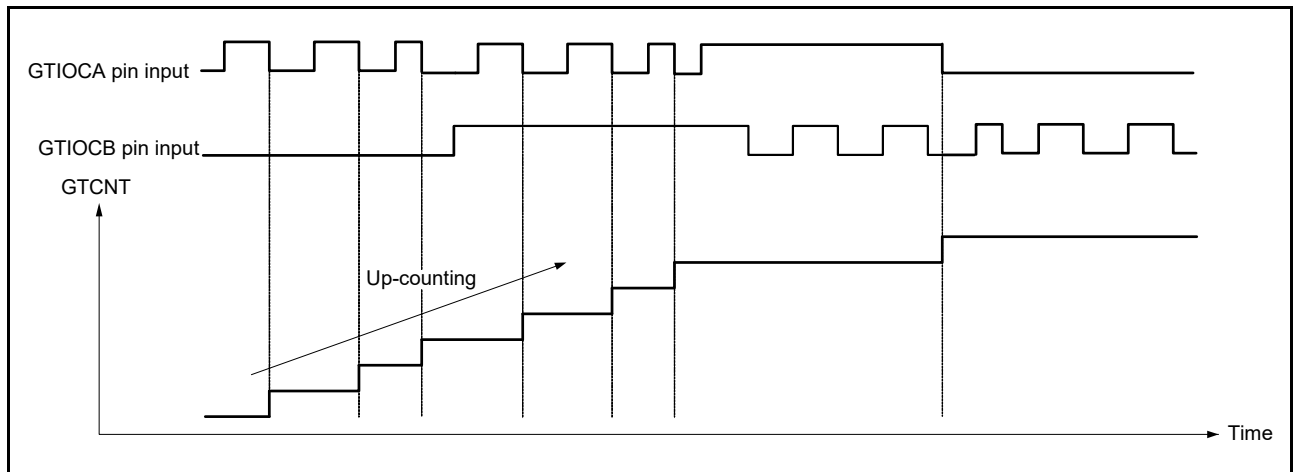 GTIOCA pin input
GTIOCB pin input
GTCNT
Up-counting
Time